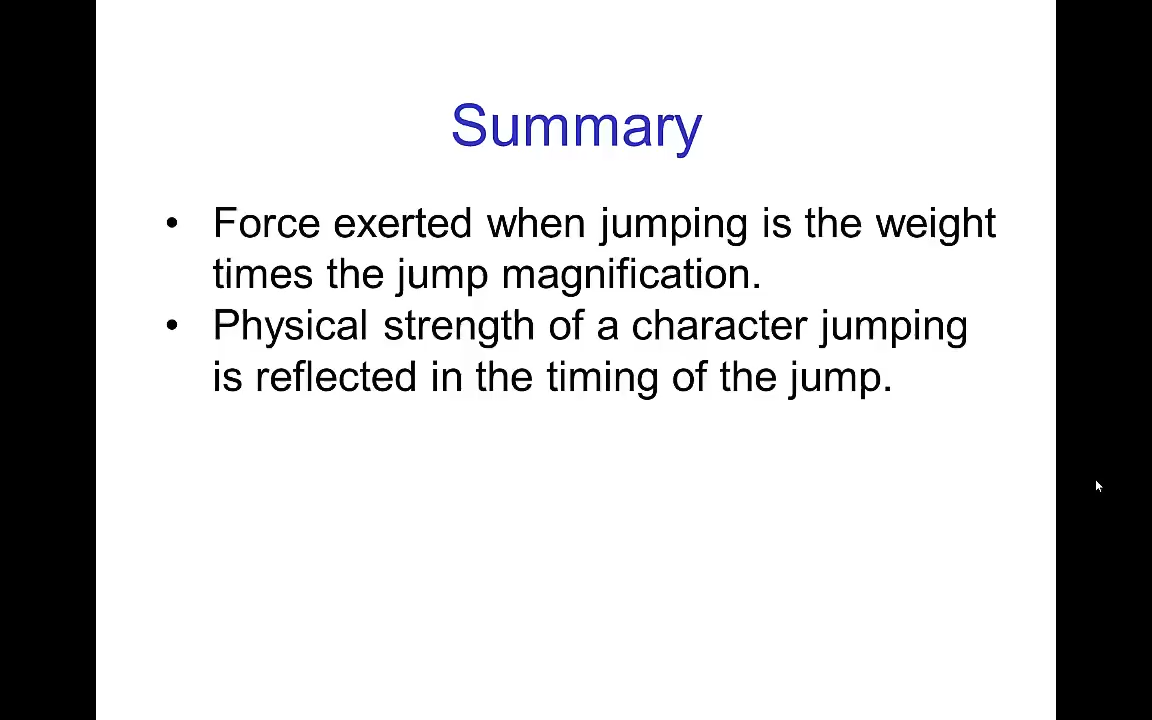 Summary
• Force exerted when jumping is the weight
times the jump magnification.
• Physical strength of a character jumping
is reflected in the timing of the jump.